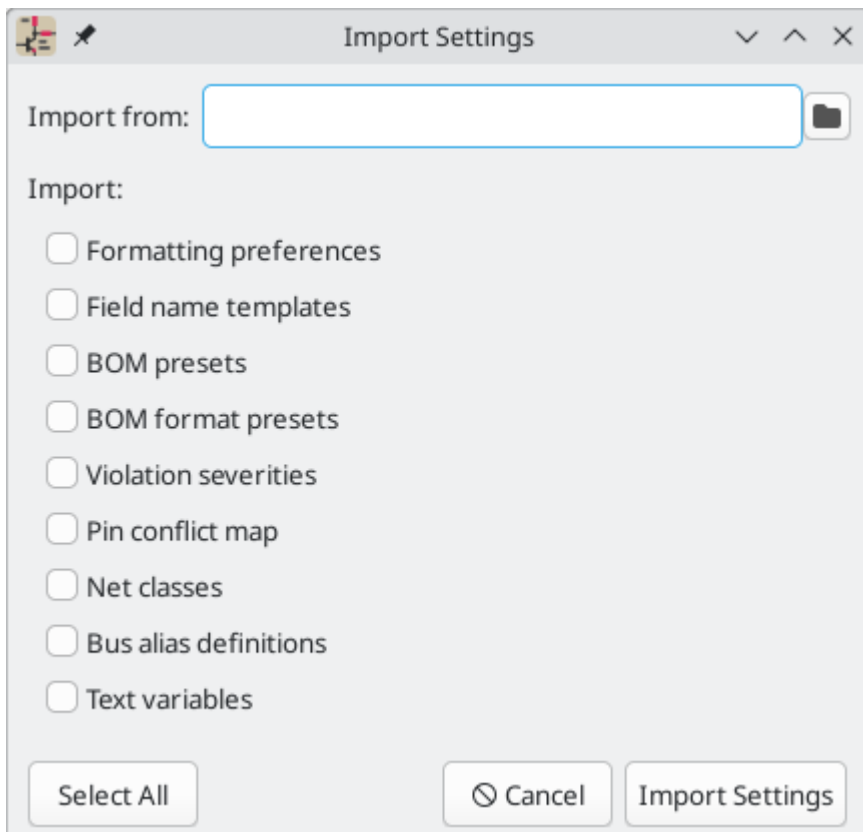 Import Settings
Import from:
Import:
Formatting preferences
Field name templates
BOM presets
BOM format presets
Violation severities
Pin conflict map
Net classes
Bus alias definitions
Text variables
Select All Cancel Import Settings